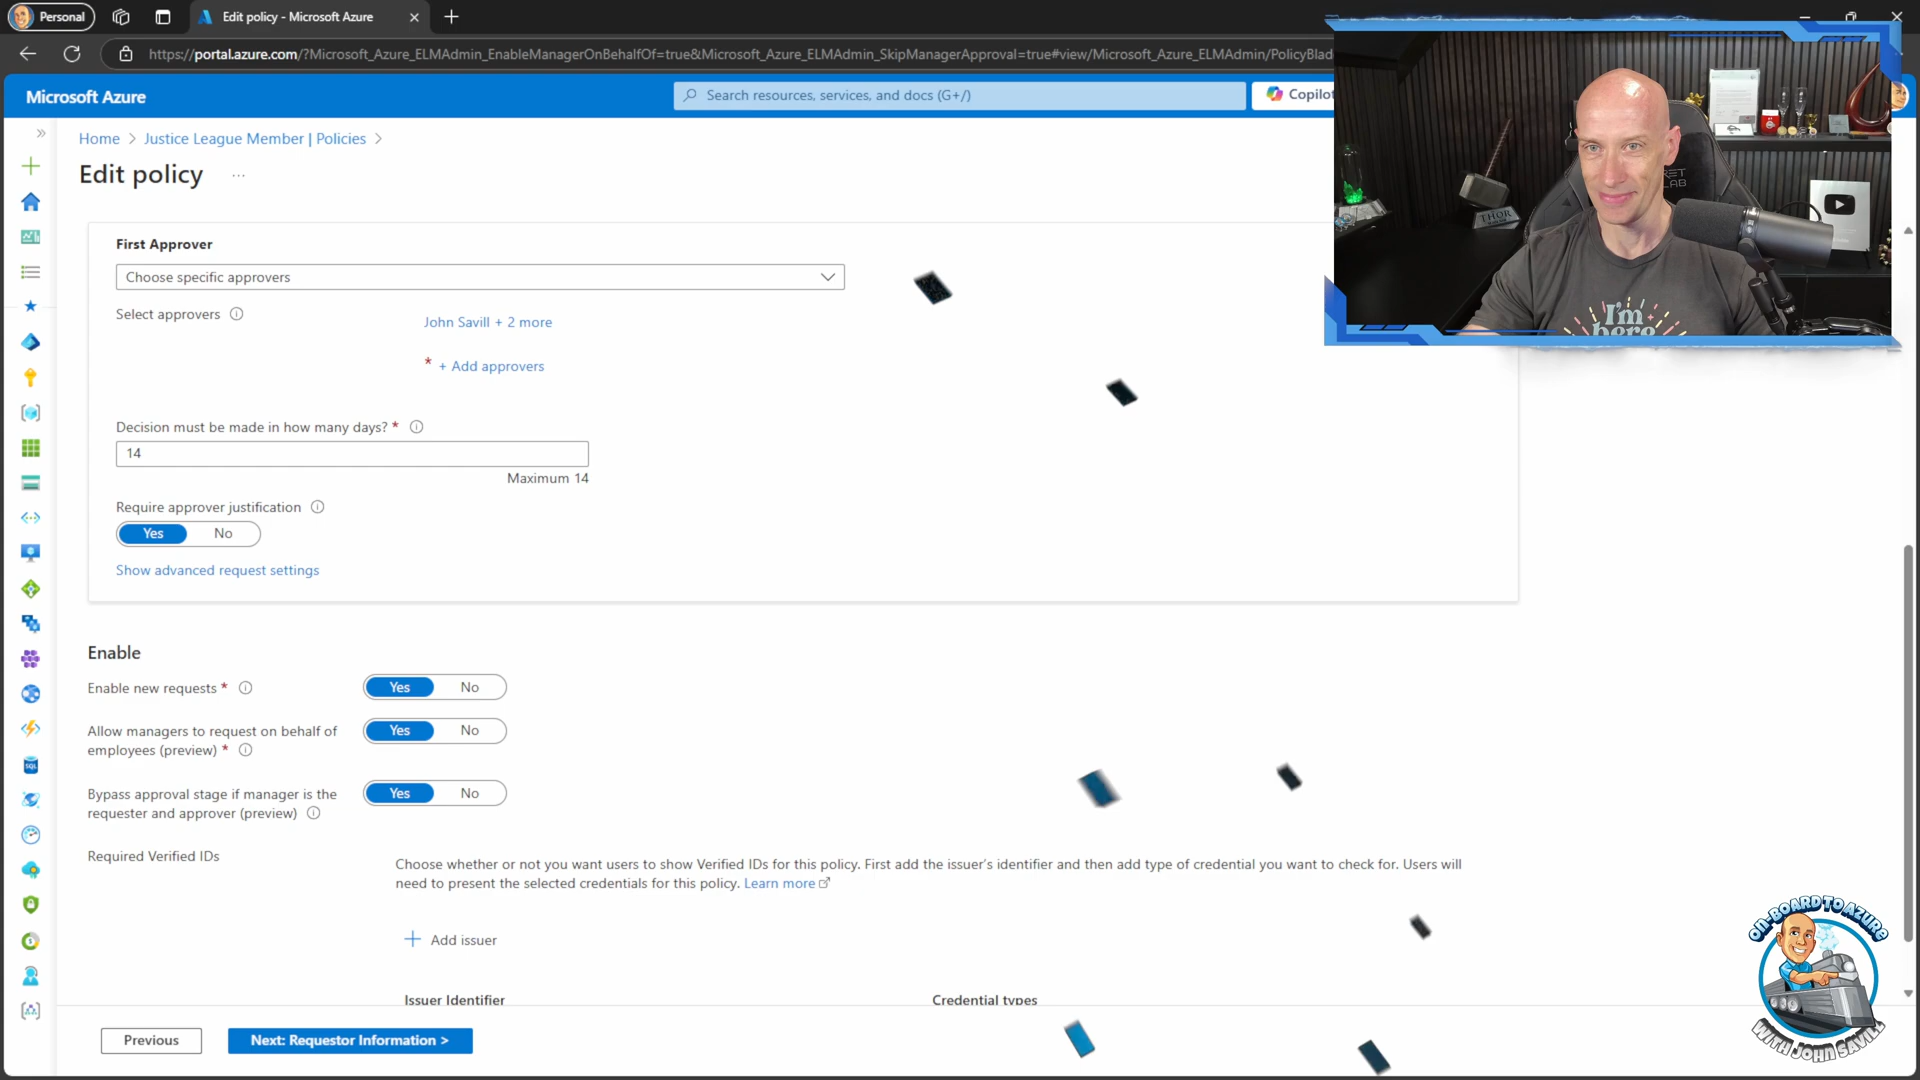 Personal
Edit policy - Microsoft Azure
https://portal.azure.com/?Microsoft_Azure_ELMAdmin_EnableManagerOnBehalfOf=true&Microsoft_Azure_ELMAdmin_SkipManagerApproval=true#view/Microsoft_Azure_ELMAdmin/PolicyBlad
Microsoft Azure
Search resources, services, and docs (G+/)
Copilot
Home > Justice League Member | Policies >
Edit policy ...
First Approver
Choose specific approvers
Select approvers
John Savill + 2 more
* + Add approvers
Decision must be made in how many days? *
14
Maximum 14
Require approver justification
Yes No
Show advanced request settings
Enable
Enable new requests *
Yes No
Allow managers to request on behalf of
employees (preview) *
Yes No
Bypass approval stage if manager is the
requester and approver (preview)
Yes No
Required Verified IDs
Choose whether or not you want users to show Verified IDs for this policy. First add the issuer's identifier and then add type of credential you want to check for. Users will
need to present the selected credentials for this policy. Learn more
Add issuer
Issuer Identifier
Credential types
Previous
Next: Requestor Information >
SQL
THOR
I'm
here
ON-BOARD TO AZURE
WITH JOHN SAVILL